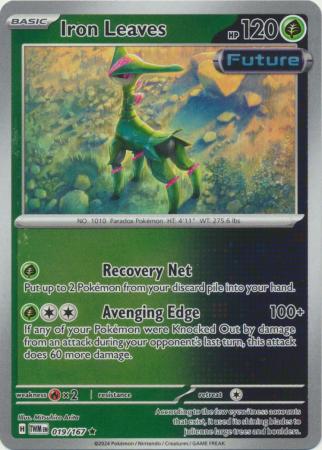 BASIC
Iron Leaves
HP 120
Future
NO. 1010 Paradox Pokémon HT: 4'11" WT: 275.6 lbs
Recovery Net
Put up to 2 Pokémon from your discard pile into your hand.
Avenging Edge 100+
If any of your Pokémon were Knocked Out by damage
from an attack during your opponent's last turn, this attack
does 60 more damage.
weakness ×2 resistance retreat
Illus. Mitsuhiro Arita
H TWM EN 019/167 ★
According to the few eyewitness accounts
that exist, it used its shining blades to
julienne large trees and boulders.
©2024 Pokémon / Nintendo / Creatures / GAME FREAK